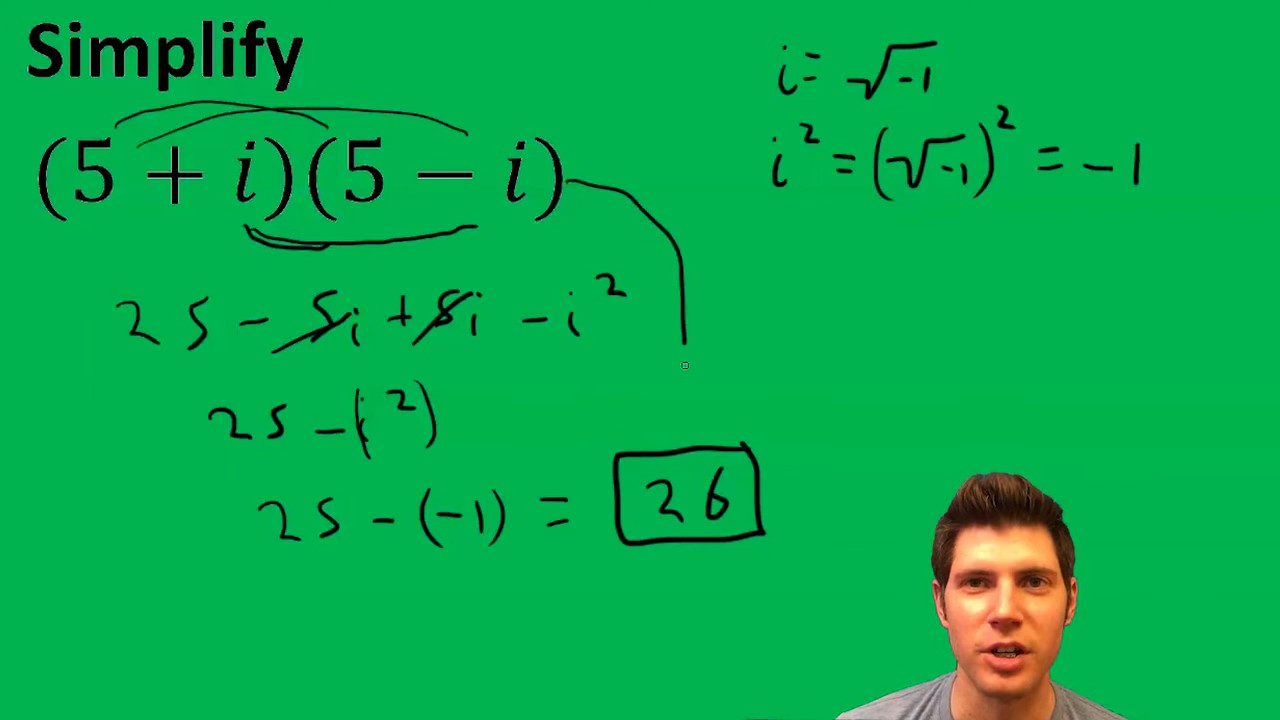 Simplify
(5 + i)(5 − i)
25 - 5i + 5i - i²
25 - (i²)
25 - (-1) = 26
i = √-1
i² = (√-1)² = -1